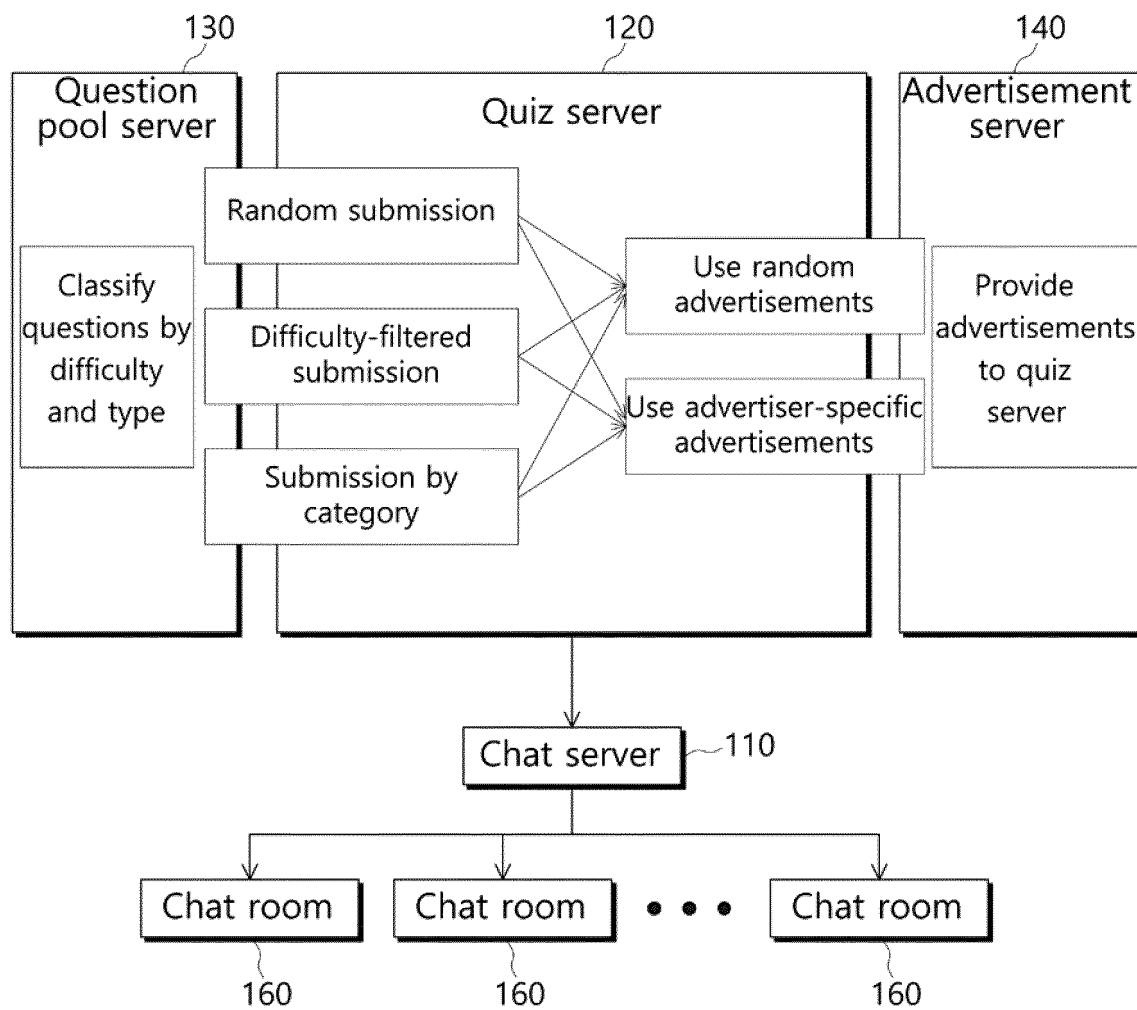 130
120
140
Question
pool server
Quiz server
Advertisement
server
Random submission
Classify
questions by
difficulty
and type
Difficulty-filtered
submission
Submission by
category
Use random
advertisements
Use advertiser-specific
advertisements
Provide
advertisements
to quiz
server
Chat server
110
Chat room
Chat room
Chat room
160
160
160